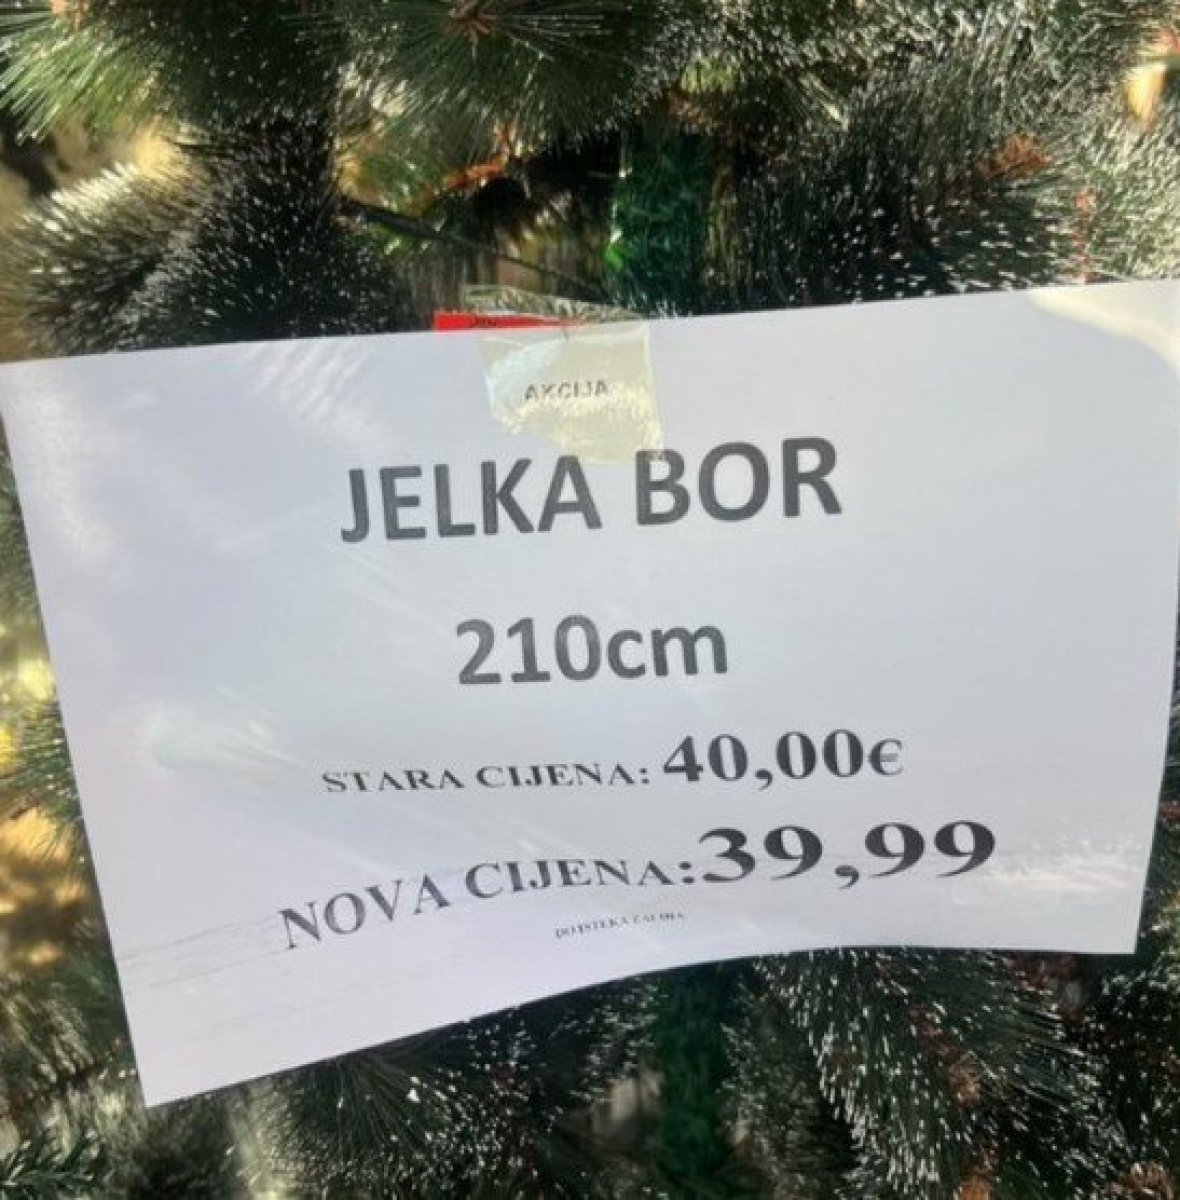 AKCIJA
JELKA BOR
210cm
STARA CIJENA: 40,00€
NOVA CIJENA:39,99
DO ISTEKA ZALIHA